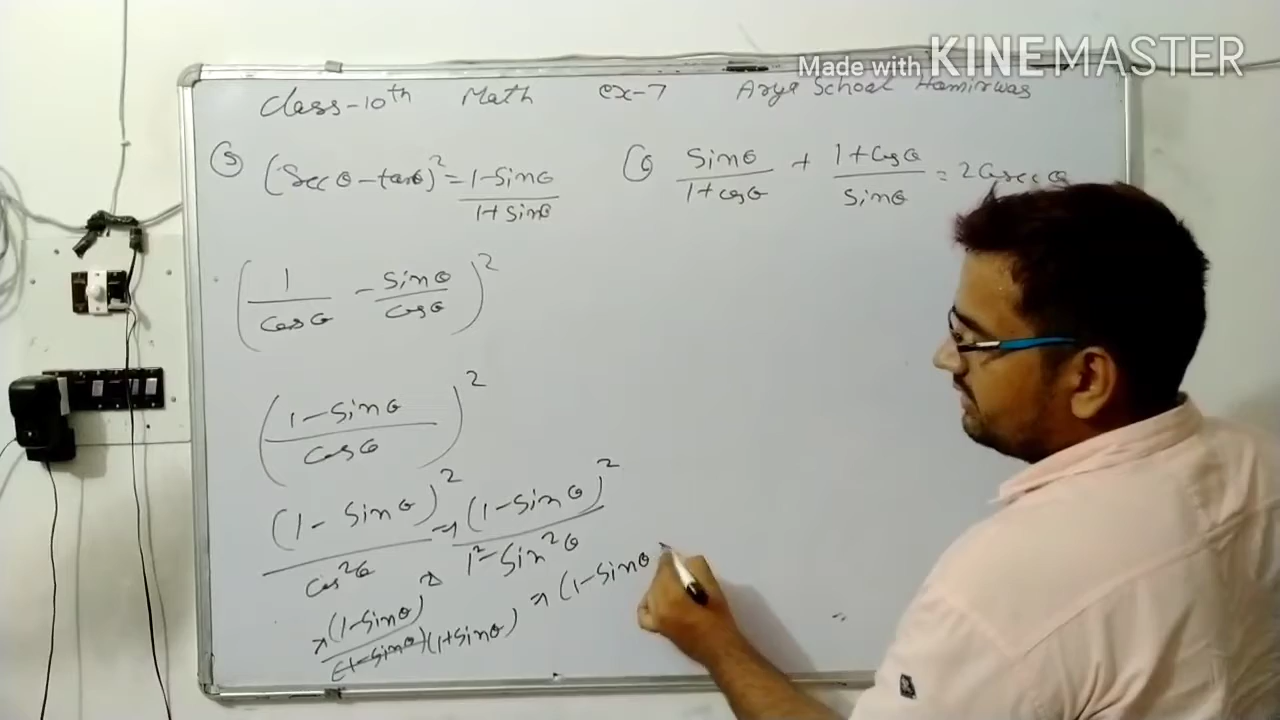 Made with KINEMASTER
Class-10th Math ex-7 Arya School Hamirwas
(5) (Secθ-tanθ)² = 1-Sinθ / 1+Sinθ
(6) Sinθ / 1+cosθ + 1+cosθ / Sinθ = 2Cosecθ
(1 / cosθ - Sinθ / cosθ)²
(1-Sinθ / cosθ)²
(1-Sinθ)² / cos²θ ⇒ (1-Sinθ)² / 1²-Sin²θ
⇒ (1-Sinθ)² / (1-Sinθ)(1+Sinθ) ⇒ (1-Sinθ